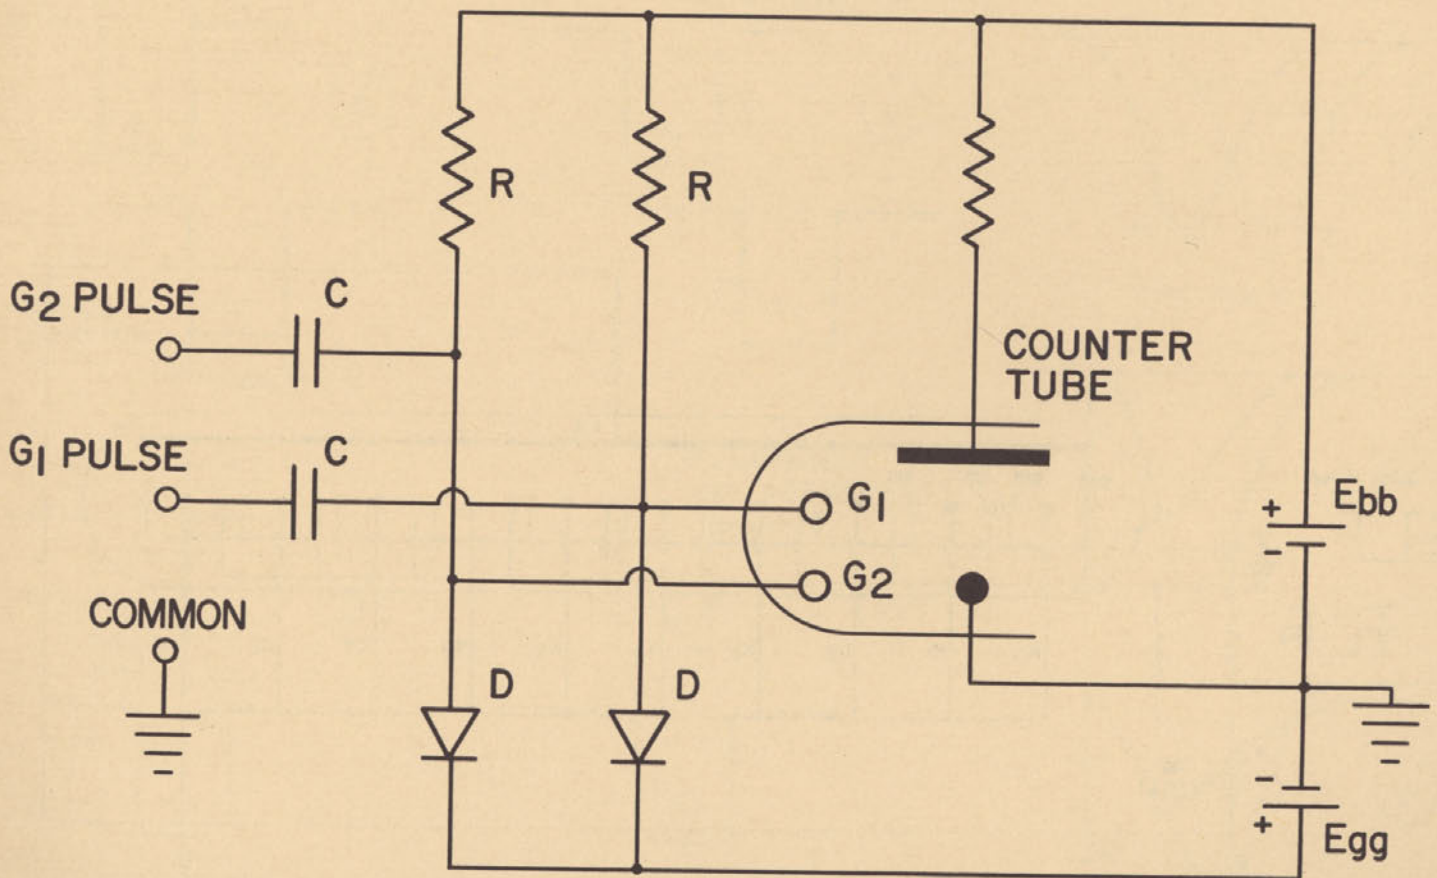 R
R
G2 PULSE
C
COUNTER
TUBE
G1 PULSE
C
G1
+
Ebb
-
G2
COMMON
D
D
-
+
Egg